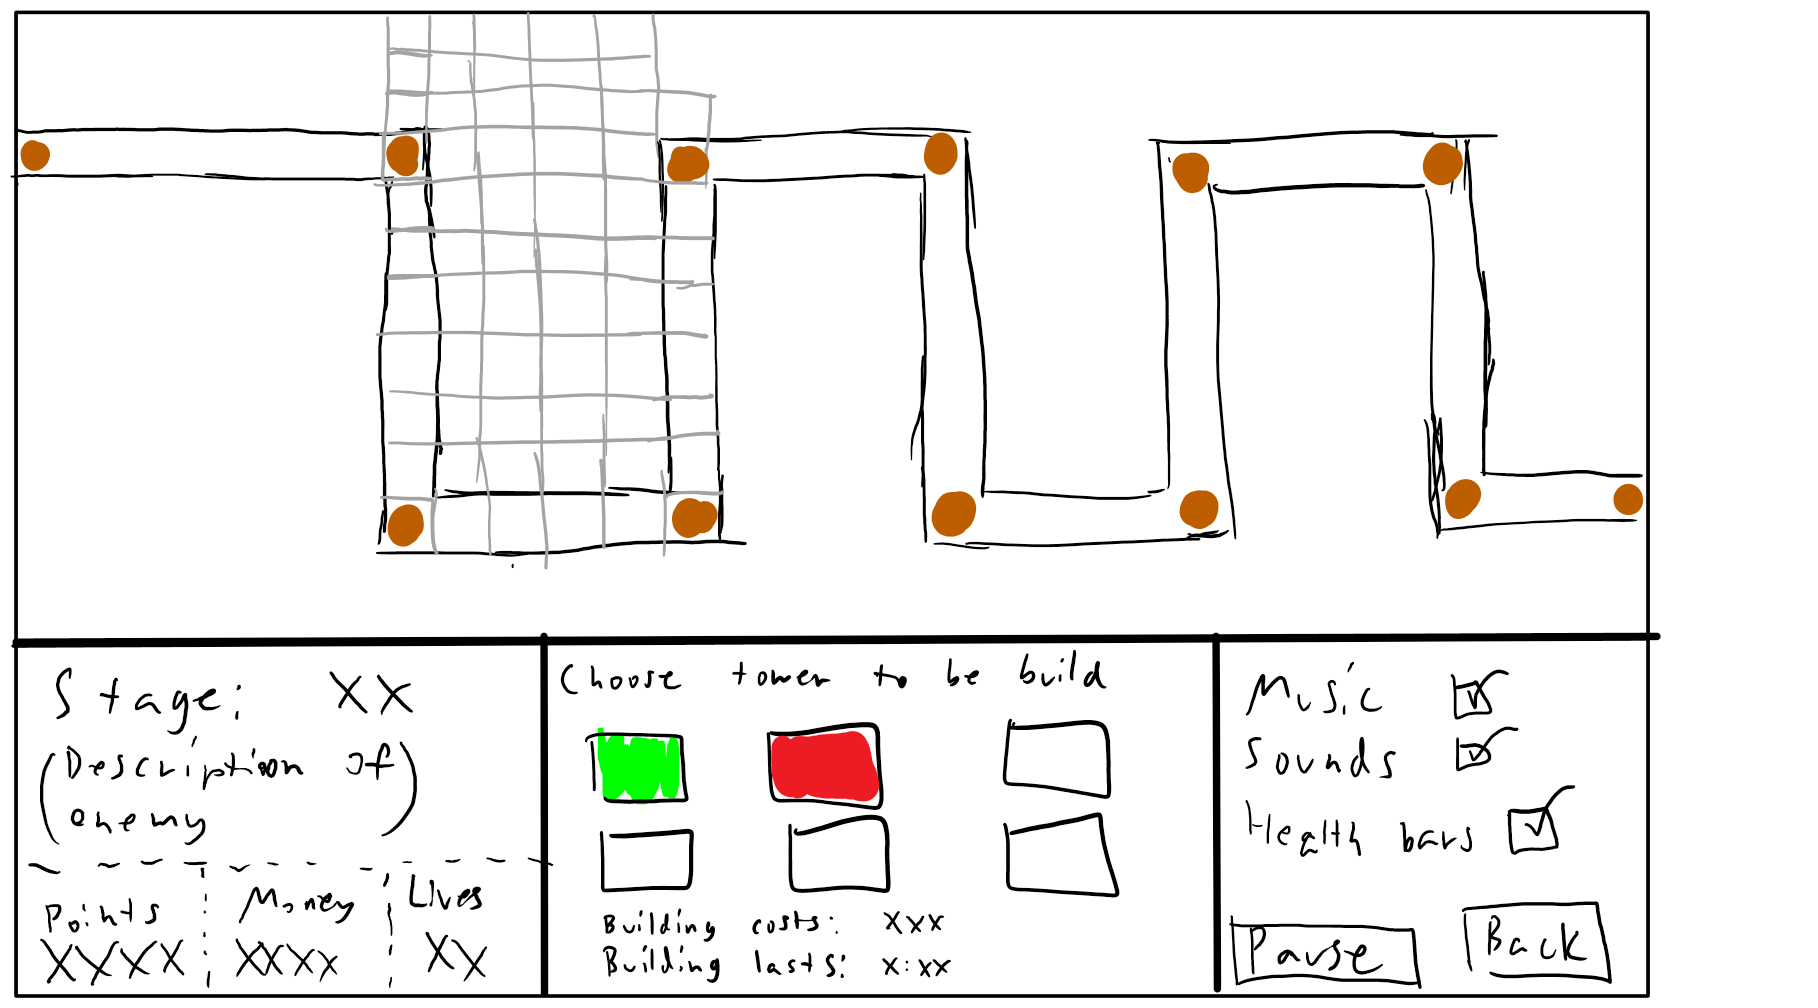 Stage: XX
(Description of
enemy)
Points Money Lives
XXXX XXXX XX
Choose tower to be build
Building costs: XXX
Building lasts: X:XX
Music
Sounds
Health bars
Pause Back